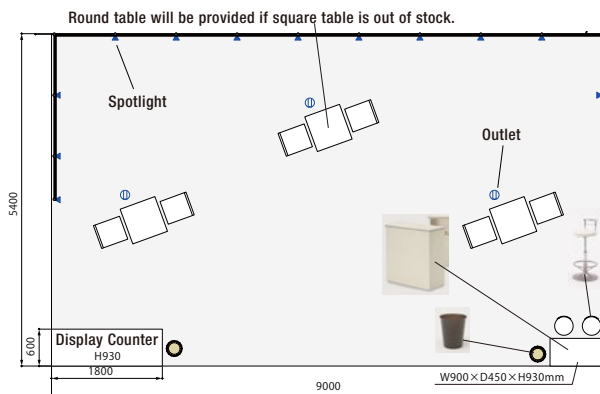 Round table will be provided if square table is out of stock.
Spotlight
Outlet
5400
600
Display Counter
H930
1800
9000
W900×D450×H930mm